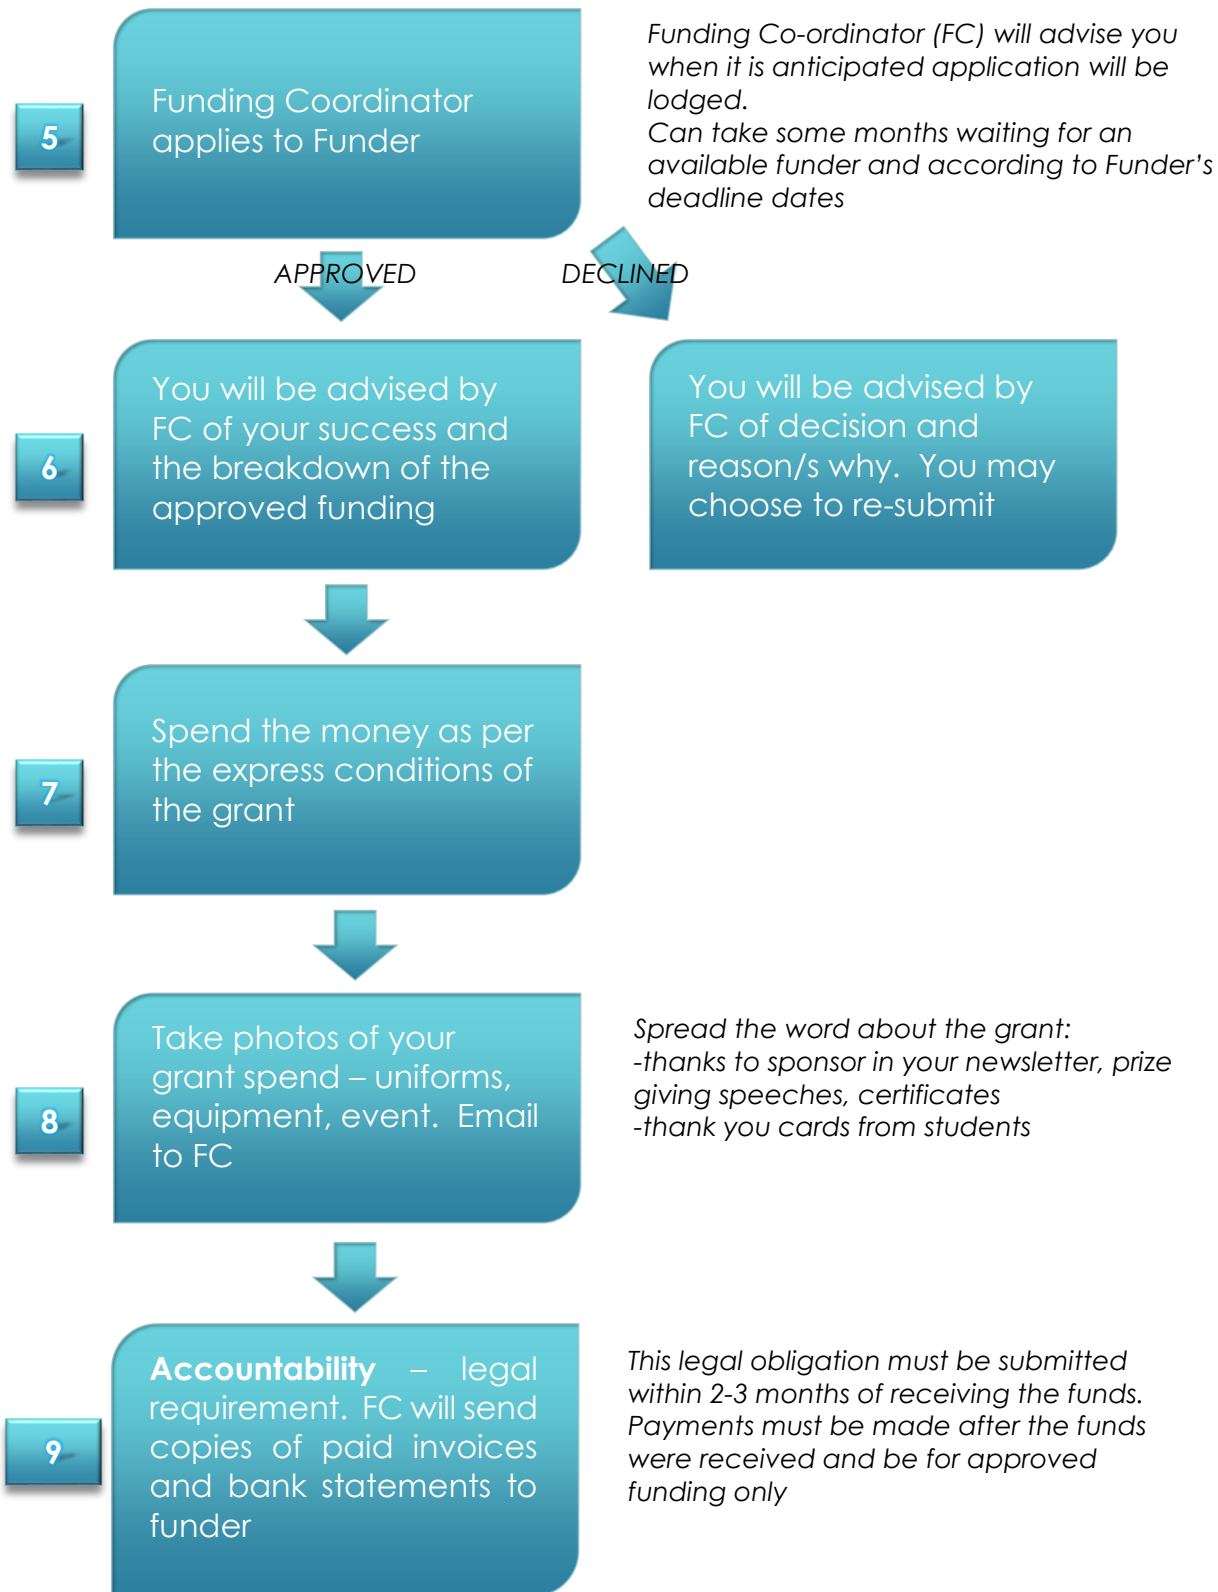 5
Funding Coordinator
applies to Funder
Funding Co-ordinator (FC) will advise you
when it is anticipated application will be
lodged.
Can take some months waiting for an
available funder and according to Funder’s
deadline dates
APPROVED
DECLINED
6
You will be advised by
FC of your success and
the breakdown of the
approved funding
You will be advised by
FC of decision and
reason/s why.  You may
choose to re-submit
7
Spend the money as per
the express conditions of
the grant
8
Take photos of your
grant spend – uniforms,
equipment, event.  Email
to FC
Spread the word about the grant:
-thanks to sponsor in your newsletter, prize
giving speeches, certificates
-thank you cards from students
9
Accountability – legal
requirement.  FC will send
copies of paid invoices
and bank statements to
funder
This legal obligation must be submitted
within 2-3 months of receiving the funds.
Payments must be made after the funds
were received and be for approved
funding only